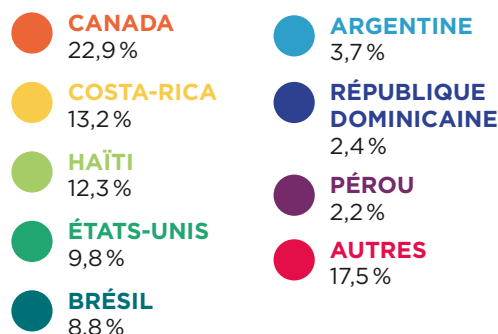 CANADA
22,9 %
COSTA-RICA
13,2 %
HAÏTI
12,3 %
ÉTATS-UNIS
9,8 %
BRÉSIL
8,8 %
ARGENTINE
3,7 %
RÉPUBLIQUE
DOMINICAINE
2,4 %
PÉROU
2,2 %
AUTRES
17,5 %